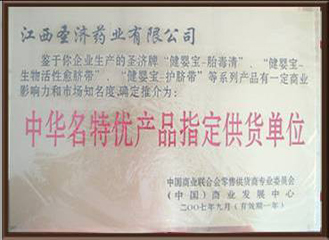 江西圣济药业有限公司
鉴于你企业生产的圣济牌“健婴宝-胎毒清”，“健婴宝-
生物活性愈脐带”，“健婴宝-护脐带”等系列产品有一定商业
影响力和市场知名度，确定推介为：
中华名特优产品指定供货单位
中国商业联合会零售供货商专业委员会
（中国）商业发展中心
二00七年九月（有效期一年）